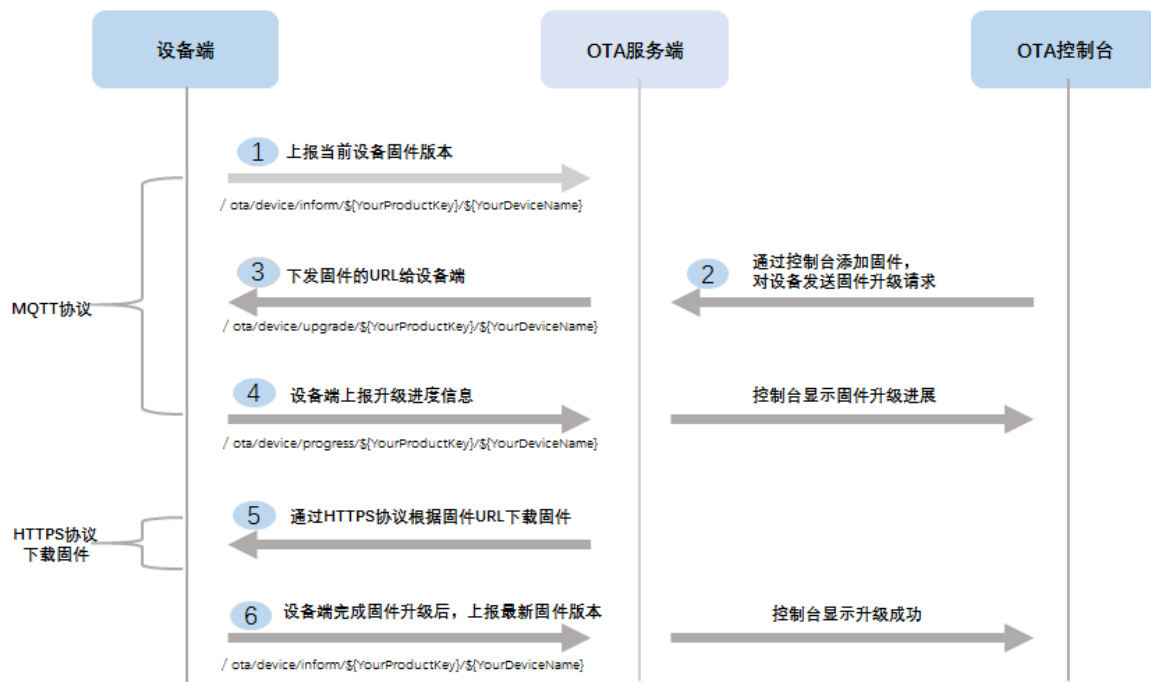 设备端
OTA服务端
OTA控制台
1 上报当前设备固件版本
/ ota/device/inform/${YourProductKey}/${YourDeviceName}
3 下发固件的URL给设备端
2 通过控制台添加固件，
对设备发送固件升级请求
MQTT协议
/ ota/device/upgrade/${YourProductKey}/${YourDeviceName}
4 设备端上报升级进度信息
控制台显示固件升级进展
/ ota/device/progress/${YourProductKey}/${YourDeviceName}
5 通过HTTPS协议根据固件URL下载固件
HTTPS协议
下载固件
6 设备端完成固件升级后，上报最新固件版本
控制台显示升级成功
/ ota/device/inform/${YourProductKey}/${YourDeviceName}